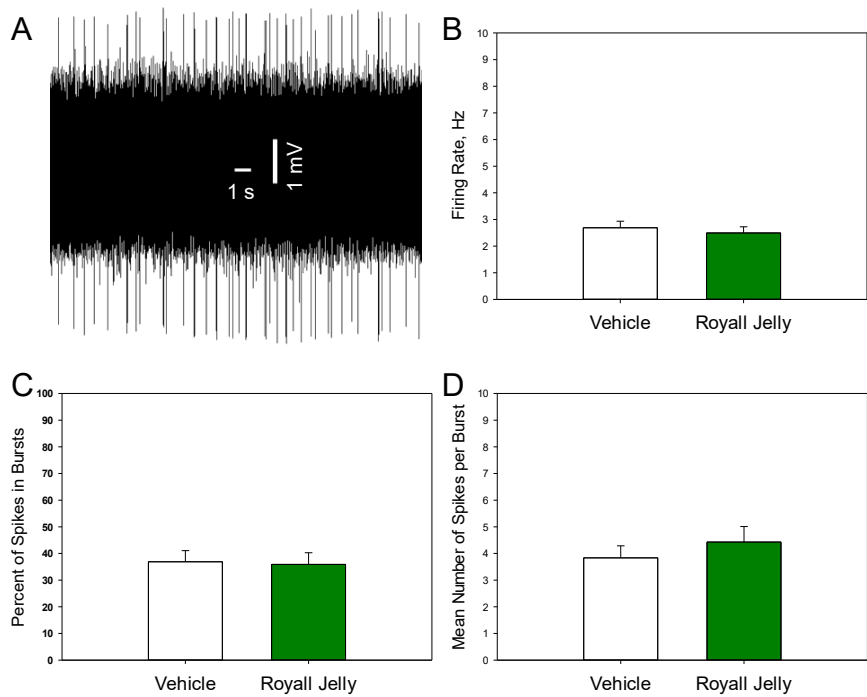 A
1 s
1 mV
B
Firing Rate, Hz
10
9
8
7
6
5
4
3
2
1
0
Vehicle Royall Jelly
C
Percent of Spikes in Bursts
100
90
80
70
60
50
40
30
20
10
0
Vehicle Royall Jelly
D
Mean Number of Spikes per Burst
10
9
8
7
6
5
4
3
2
1
0
Vehicle Royall Jelly